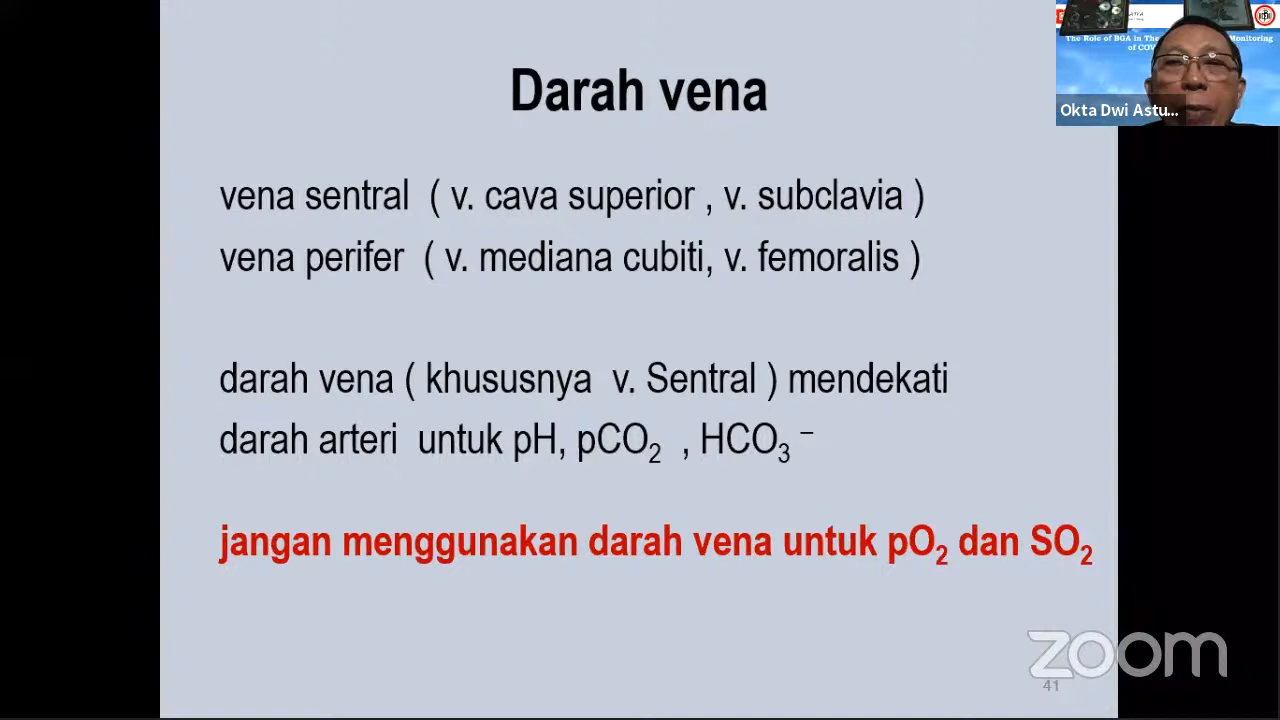 Darah vena
vena sentral ( v. cava superior , v. subclavia )
vena perifer ( v. mediana cubiti, v. femoralis )
darah vena ( khususnya v. Sentral ) mendekati
darah arteri untuk pH, pCO₂ , HCO₃⁻
jangan menggunakan darah vena untuk pO₂ dan SO₂
The Role of BGA in The Monitoring
of
Okta Dwi Astu...
zoom
41